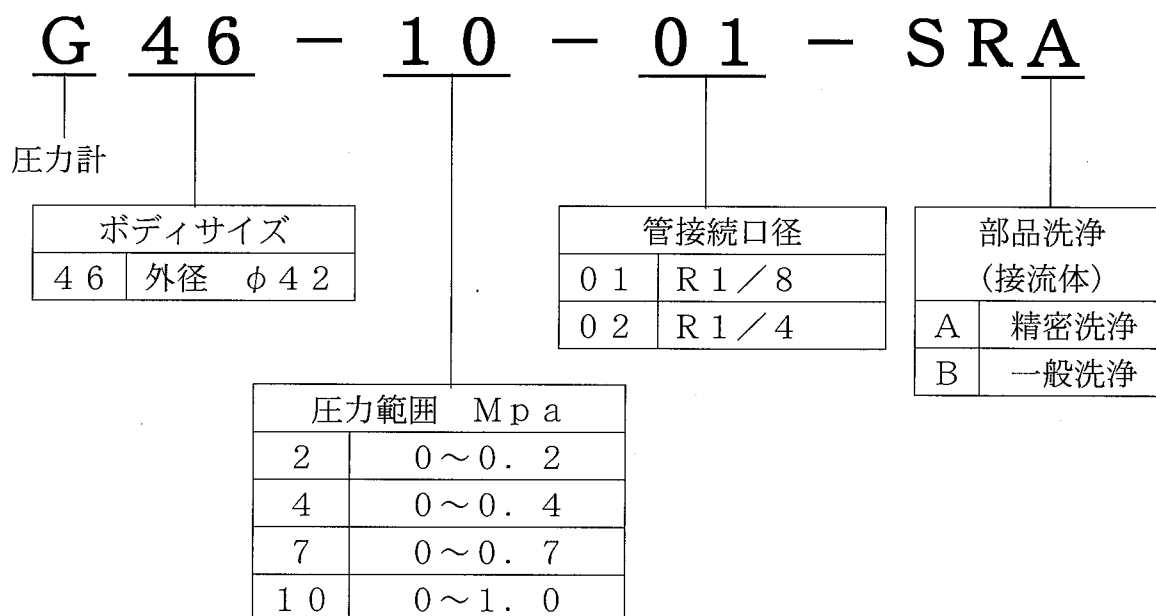 G46-10-01-SRA
圧力計
ボディサイズ
46 外径 φ42
管接続口径
01 R1/8
02 R1/4
部品洗浄
(接流体)
A 精密洗浄
B 一般洗浄
圧力範囲 Mpa
2 0~0.2
4 0~0.4
7 0~0.7
10 0~1.0